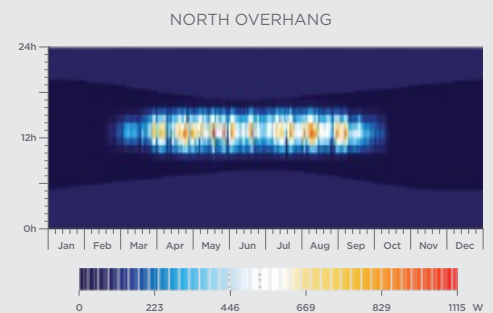 NORTH OVERHANG
24h
12h
0h
Jan Feb Mar Apr May Jun Jul Aug Sep Oct Nov Dec
0 223 446 669 829 1115 W